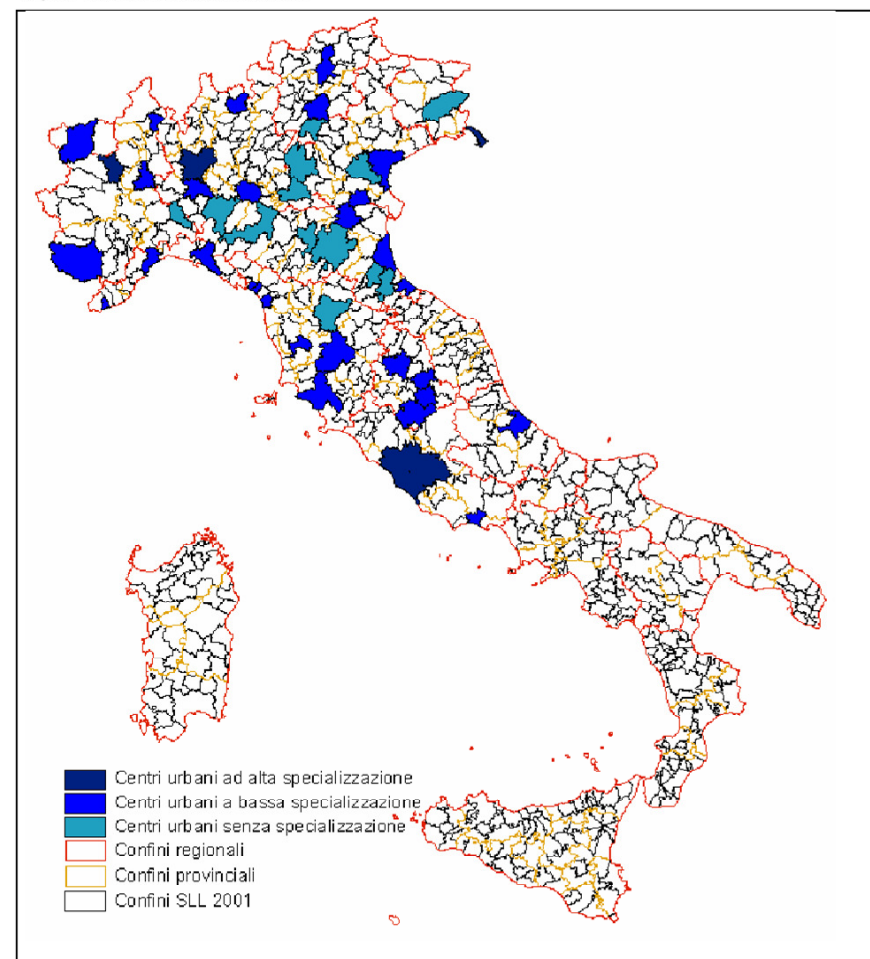 Centri urbani ad alta specializzazione
Centri urbani a bassa specializzazione
Centri urbani senza specializzazione
Confini regionali
Confini provinciali
Confini SLL 2001